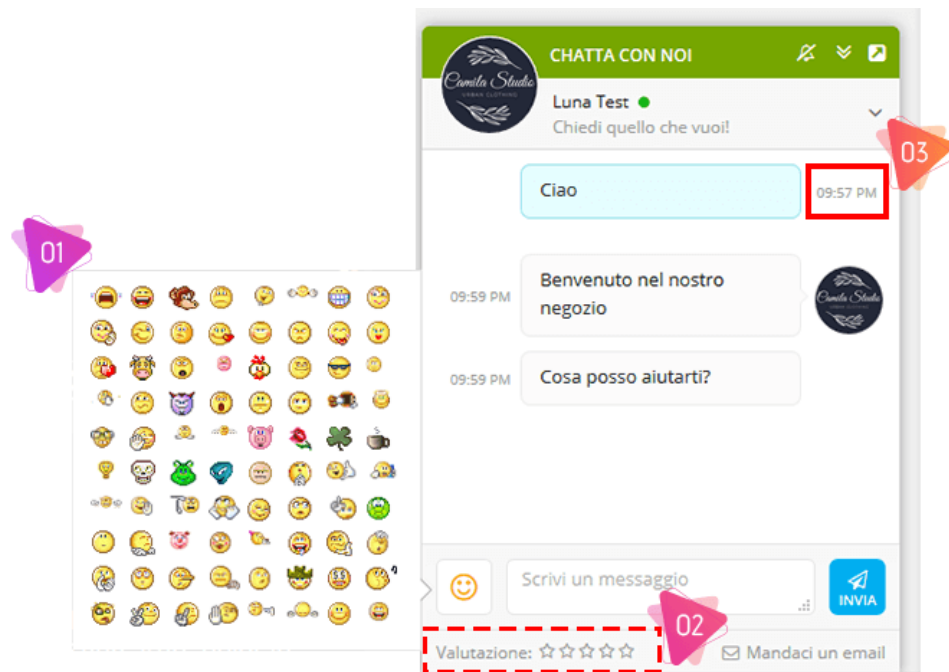 CHATTA CON NOI
Camila Studio
URBAN CLOTHING
Luna Test
Chiedi quello che vuoi!
03
Ciao
09:57 PM
01
Benvenuto nel nostro
negozio
09:59 PM
Camila Studio
09:59 PM
Cosa posso aiutarti?
Scrivi un messaggio
INVIA
02
Valutazione:
Mandaci un email